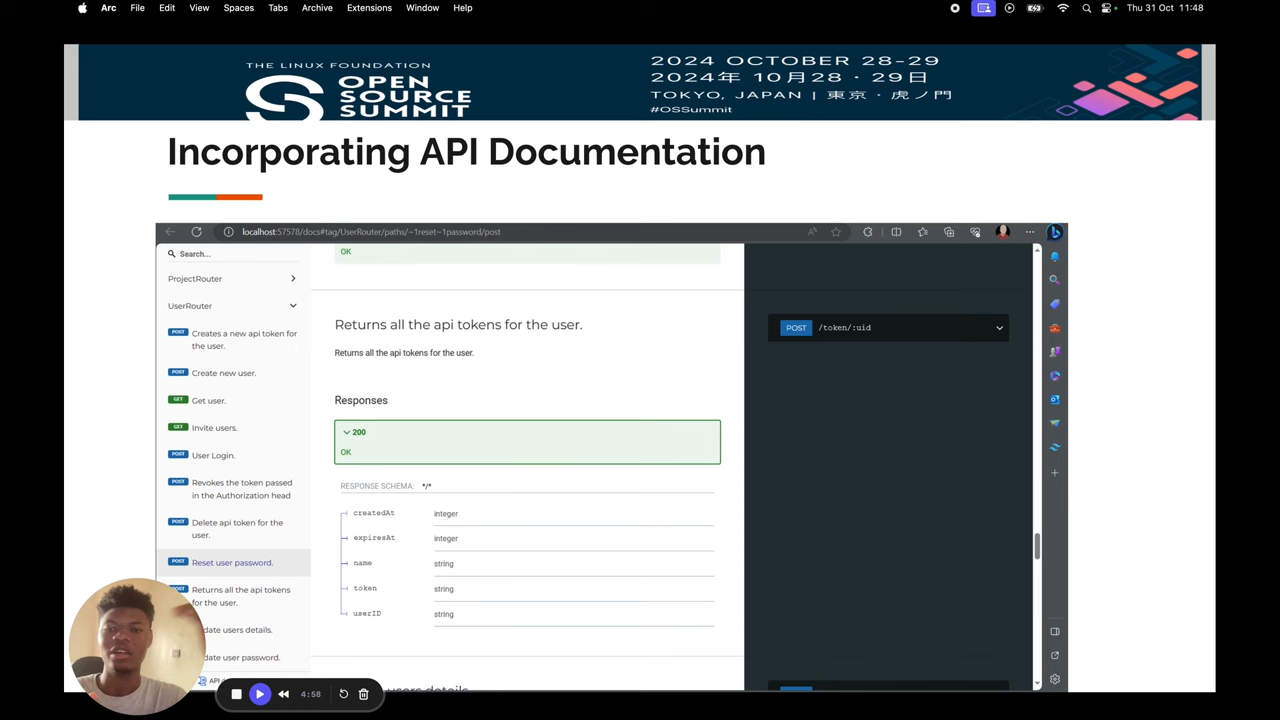 Arc File Edit View Spaces Tabs Archive Extensions Window Help Thu 31 Oct 11:48
THE LINUX FOUNDATION
OPEN
SOURCE
SUMMIT
2024 OCTOBER 28-29
2024年 10月28・29日
TOKYO, JAPAN | 東京・虎ノ門
#OSSummit
Incorporating API Documentation
localhost:57578/docs#tag/UserRouter/paths/~1reset~1password/post
Search...
ProjectRouter
UserRouter
POST Creates a new api token for
the user.
POST Create new user.
GET Get user.
GET Invite users.
POST User Login.
POST Revokes the token passed
in the Authorization head
POST Delete api token for the
user.
POST Reset user password.
POST Returns all the api tokens
for the user.
date users details.
date user password.
API d
OK
Returns all the api tokens for the user.
Returns all the api tokens for the user.
Responses
200
OK
RESPONSE SCHEMA: */*
createdAt integer
expiresAt integer
name string
token string
userID string
users details
POST /token/:uid
4:58